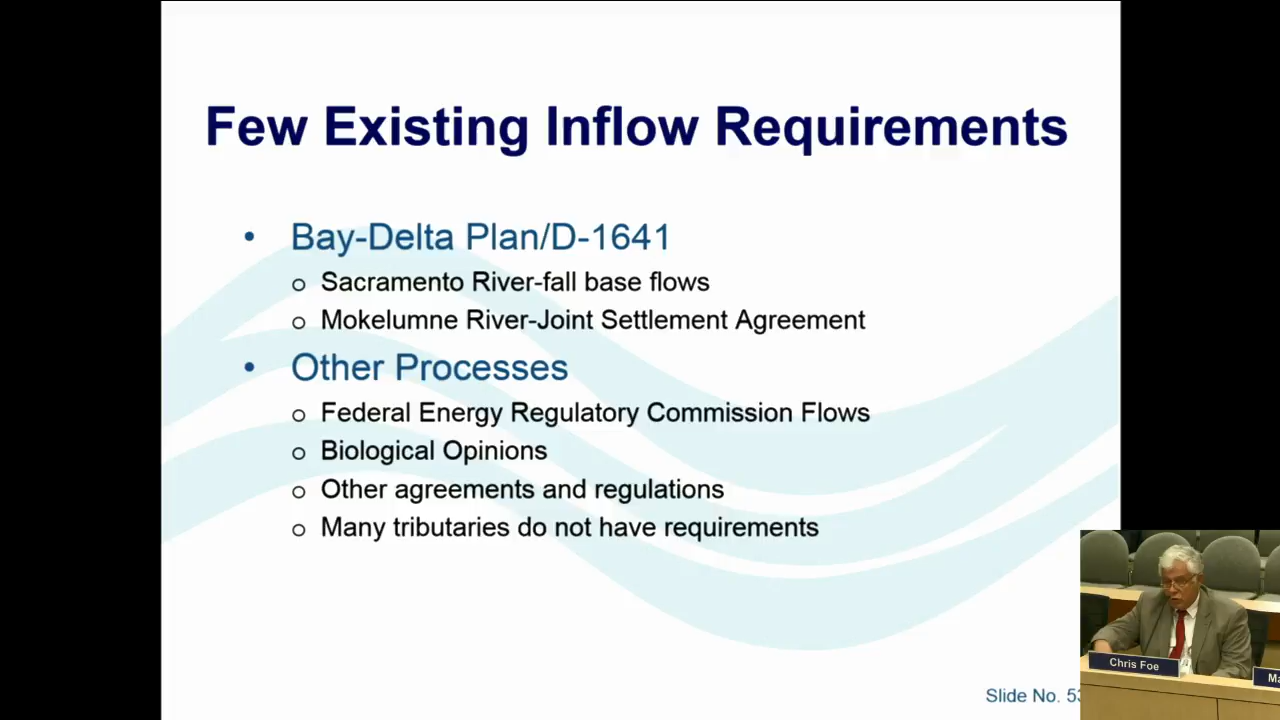 Few Existing Inflow Requirements
• Bay-Delta Plan/D-1641
o Sacramento River-fall base flows
o Mokelumne River-Joint Settlement Agreement
• Other Processes
o Federal Energy Regulatory Commission Flows
o Biological Opinions
o Other agreements and regulations
o Many tributaries do not have requirements
Chris Foe
Slide No.